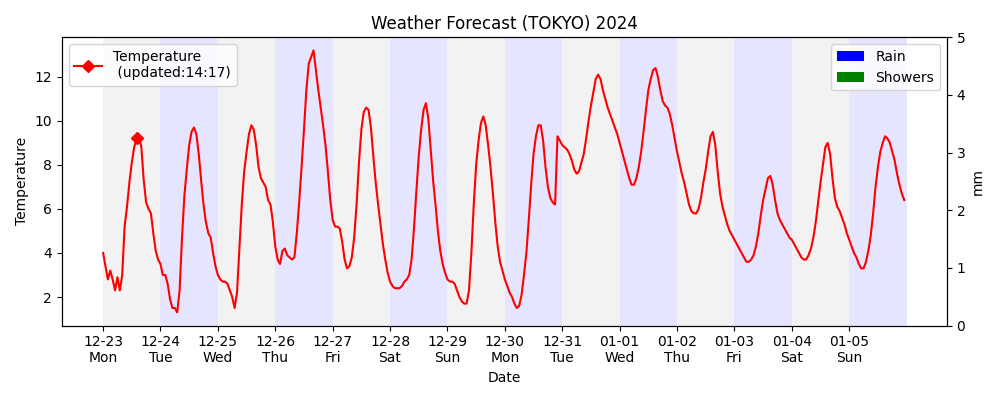 Weather Forecast (TOKYO) 2024
Temperature
(updated:14:17)
Rain
Showers
Temperature
12
10
8
6
4
2
5
4
3
2
1
0
mm
12-23 12-24 12-25 12-26 12-27 12-28 12-29 12-30 12-31 01-01 01-02 01-03 01-04 01-05
Mon Tue Wed Thu Fri Sat Sun Mon Tue Wed Thu Fri Sat Sun
Date